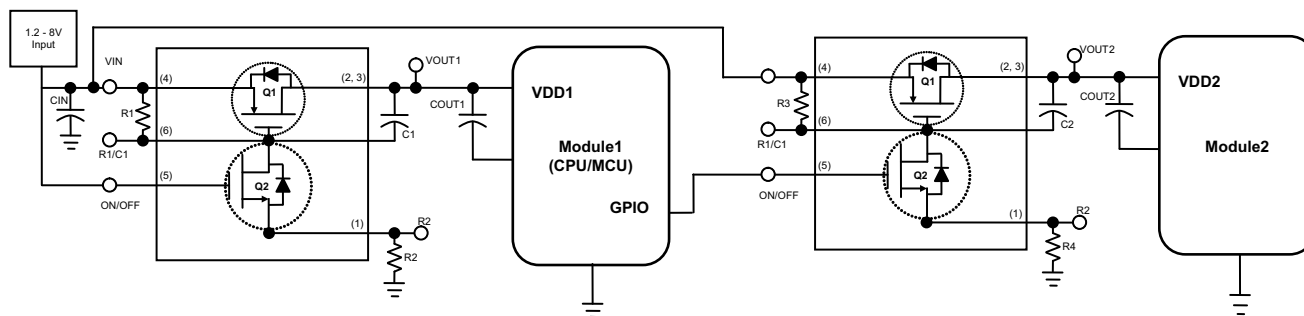 1.2 - 8V
Input
VIN
CIN
R1
R1/C1
ON/OFF
(4)
(6)
(5)
Q1
Q2
(2, 3)
(1)
C1
R2
R2
VOUT1
COUT1
VDD1
Module1
(CPU/MCU)
GPIO
R3
R1/C1
ON/OFF
(4)
(6)
(5)
Q1
Q2
(2, 3)
(1)
C2
R2
R4
VOUT2
COUT2
VDD2
Module2